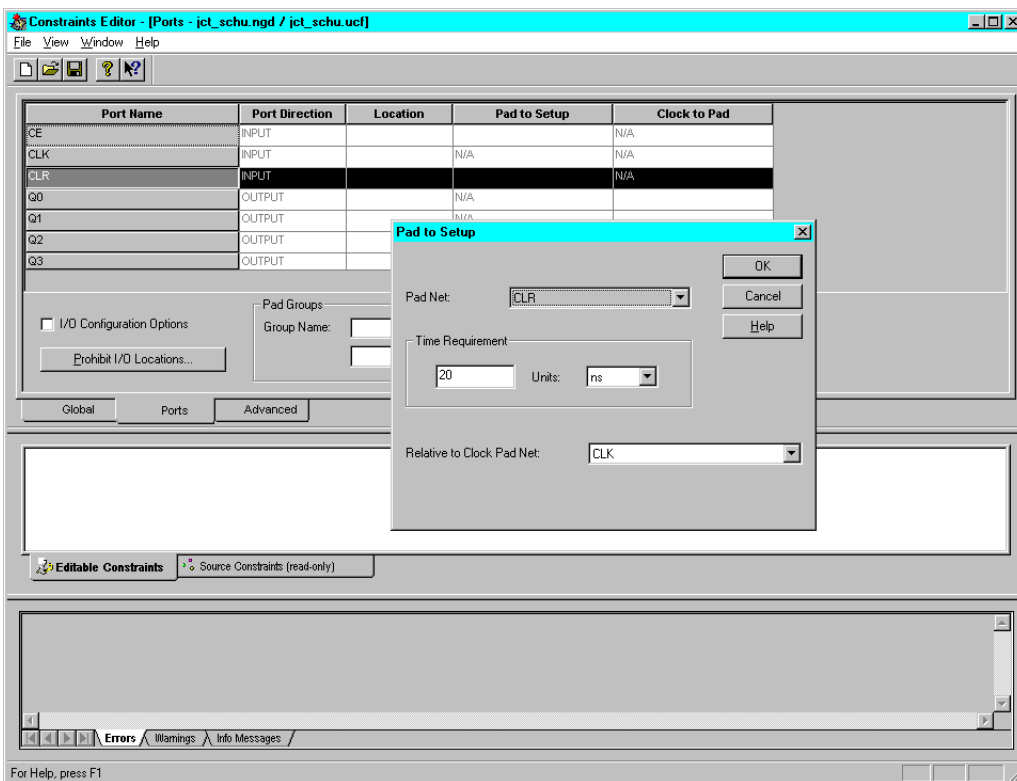 Constraints Editor - [Ports - jct_schu.ngd / jct_schu.ucf]
File View Window Help
Port Name Port Direction Location Pad to Setup Clock to Pad
CE INPUT N/A
CLK INPUT N/A N/A
CLR INPUT N/A
Q0 OUTPUT N/A
Q1 OUTPUT N/A
Q2 OUTPUT
Q3 OUTPUT
I/O Configuration Options
Prohibit I/O Locations...
Pad Groups
Group Name:
Global Ports Advanced
Pad to Setup
OK
Pad Net: CLR Cancel
Help
Time Requirement
20 Units: ns
Relative to Clock Pad Net: CLK
Editable Constraints Source Constraints (read-only)
Errors Warnings Info Messages
For Help, press F1